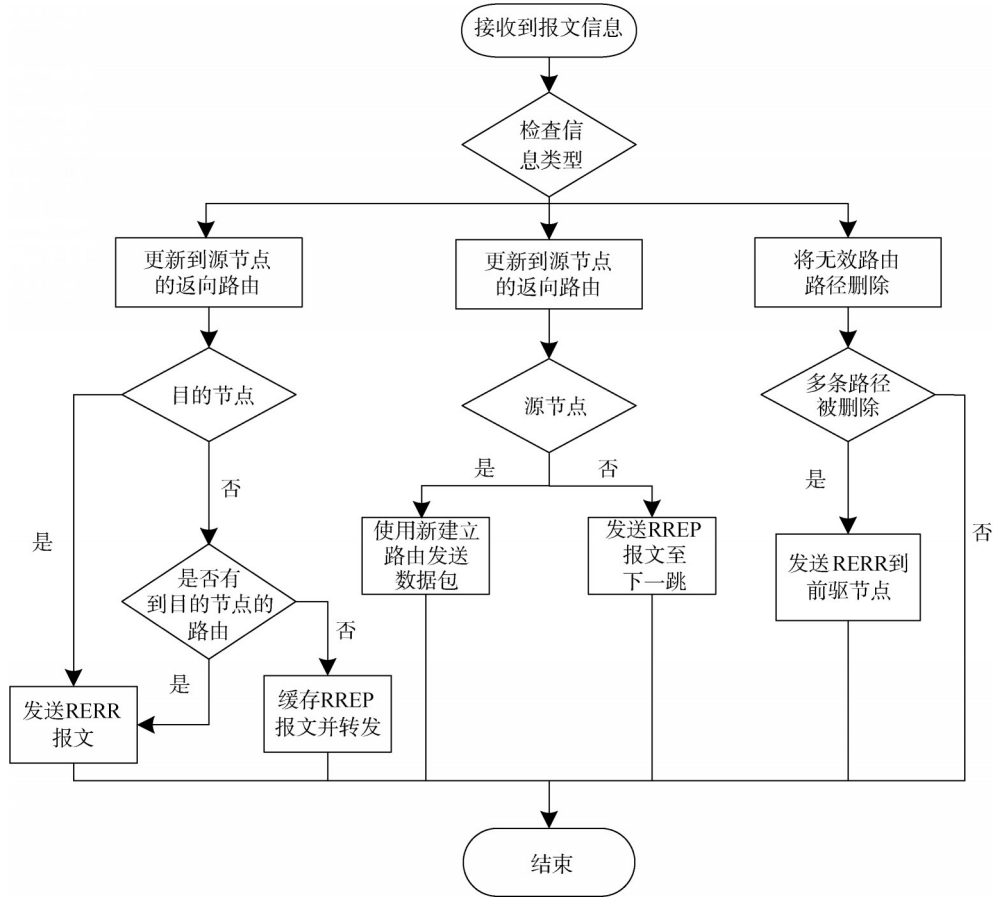 接收到报文信息
检查信
息类型
更新到源节点
的返向路由
更新到源节点
的返向路由
将无效路由
路径删除
目的节点
源节点
多条路径
被删除
是
否
是
否
是
否
使用新建立
路由发送
数据包
发送RREP
报文至
下一跳
发送RERR到
前驱节点
是否有
到目的节点的
路由
否
是
发送RERR
报文
缓存RREP
报文并转发
结束